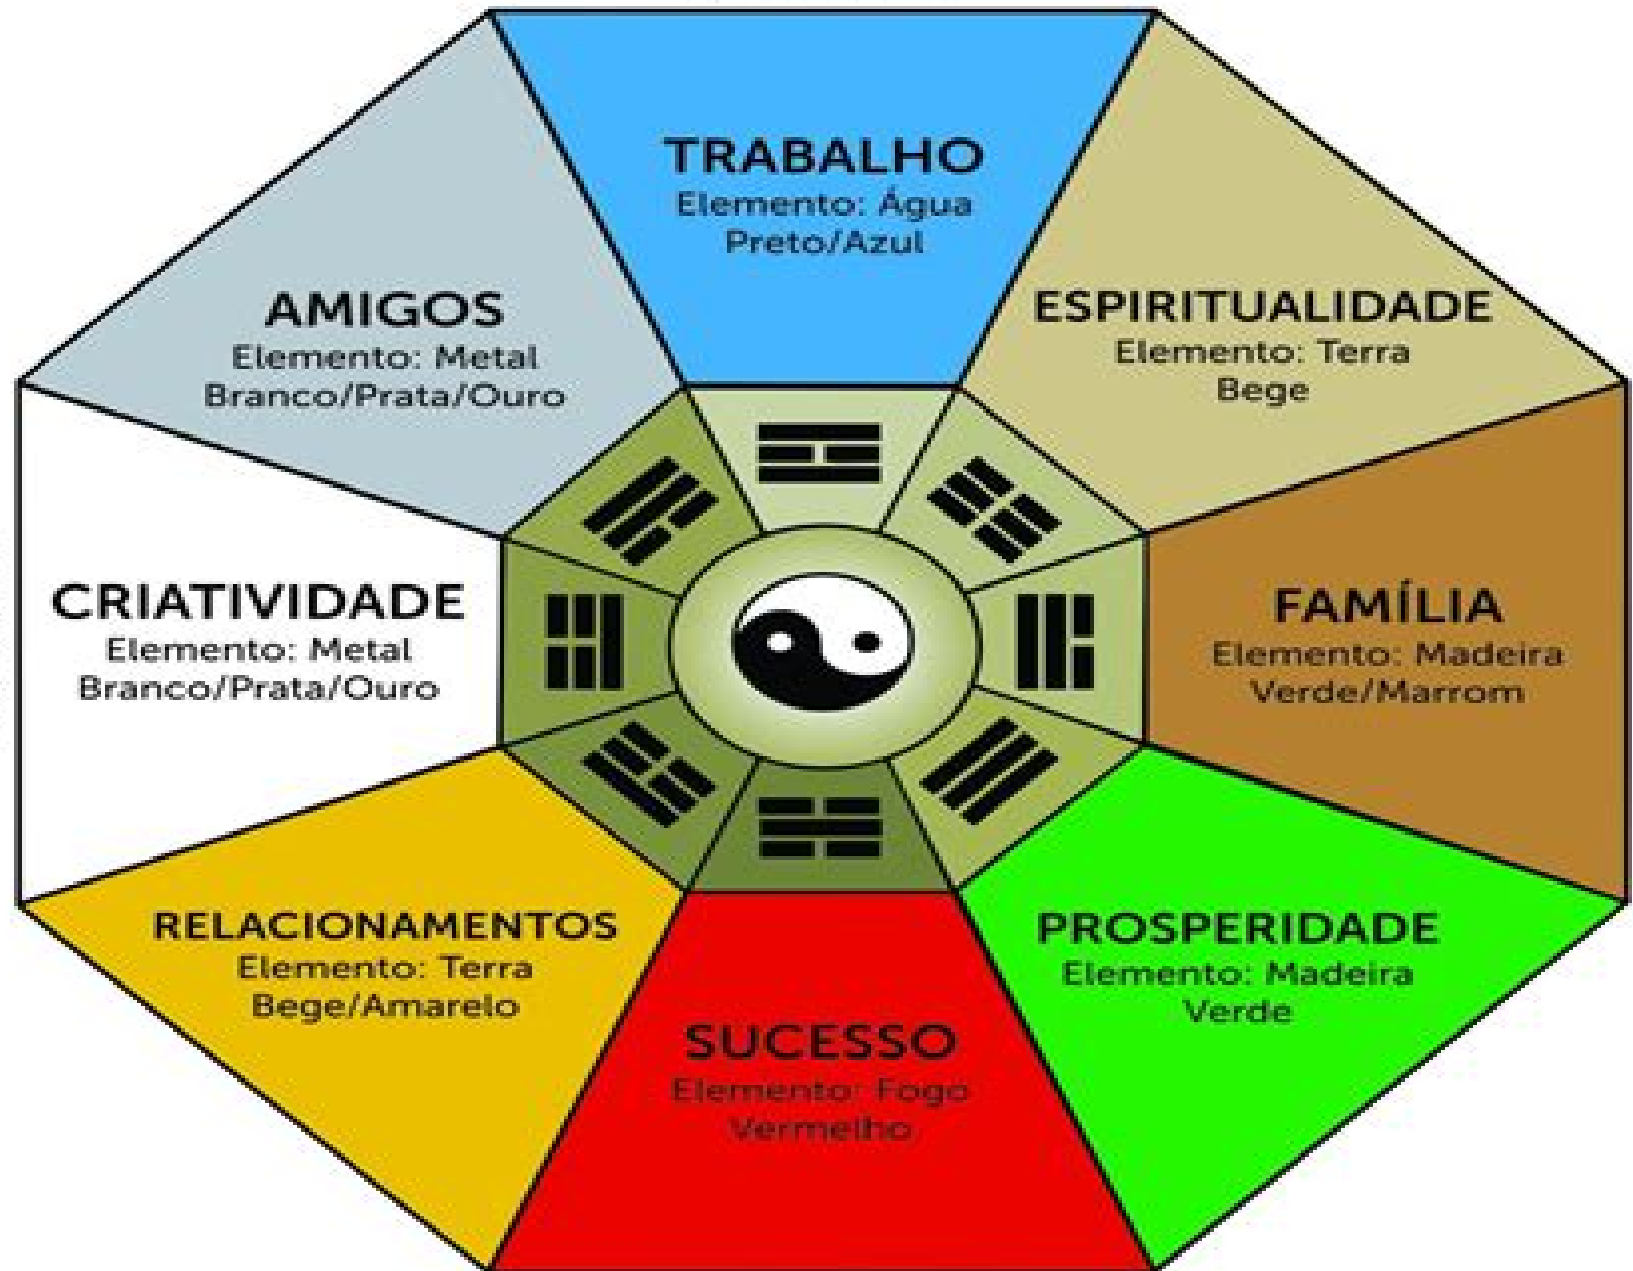 TRABALHO
Elemento: Água
Preto/Azul
AMIGOS
Elemento: Metal
Branco/Prata/Ouro
ESPIRITUALIDADE
Elemento: Terra
Bege
CRIATIVIDADE
Elemento: Metal
Branco/Prata/Ouro
FAMÍLIA
Elemento: Madeira
Verde/Marrom
RELACIONAMENTOS
Elemento: Terra
Bege/Amarelo
PROSPERIDADE
Elemento: Madeira
Verde
SUCESSO
Elemento: Fogo
Vermelho